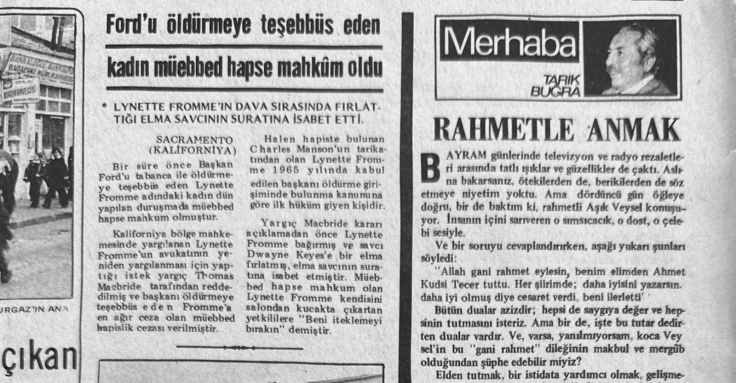 Ford'u öldürmeye teşebbüs eden
kadın müebbed hapse mahkûm oldu
* LYNETTE FROMME'IN DAVA SIRASINDA FIRLAT-
TIĞI ELMA SAVCININ SURATINA İSABET ETTİ.
SACRAMENTO
(KALİFORNİYA)
Bir süre önce Başkan
Ford'u tabanca ile öldürme-
ye teşebbüs eden Lynette
Fromme adındaki kadın dün
yapılan duruşmada müebbed
hapse mahkum olmuştur.
Kaliforniya bölge mahke-
mesinde yargılanan Lynette
Fromme'un avukatının ye-
niden yargılanması için yap-
tığı istek yargıç Thomas
Macbride tarafından redde-
dilmiş ve başkanı öldürmeye
teşebbüs eden Fromme'a
en ağır ceza olan müebbed
hapislik cezası verilmiştir.
Halen hapiste bulunan
Charles Manson'un tarika-
tından olan Lynette From-
me 1965 yılında kabul
edilen başkanı öldürme giri-
şiminde bulunma kanununa
göre ilk hüküm giyen kişidir.
Yargıç Macbride kararı
açıklamadan önce Lynette
Fromme bağırmış ve savcı
Dwayne Keyes'e bir elma
fırlatmış, elma savcının sura-
tına isabet etmiştir. Müeb-
bed hapse mahkum olan
Lynette Fromme kendisini
salondan kucakta çıkartan
yetkililere "Beni iteklemeyi
bırakın" demiştir.
URGAZ'IN ANA
çıkan
Merhaba
TARIK
BUĞRA
RAHMETLE ANMAK
BAYRAM günlerinde televizyon ve radyo rezaletle-
ri arasında tatlı ışıklar ve güzellikler de çaktı. Aslı-
na bakarsanız, ötekilerden de, berikilerden de söz
etmeye niyetim yoktu. Ama dördüncü gün öğleye
doğru, bir de baktım ki, rahmetli Aşık Veysel konuşu-
yor. İnsanın içini sarıveren o sımsıcacık, o dost, o çele-
bi sesiyle.
Ve bir soruyu cevaplandırırken, aşağı yukarı şunları
söyledi:
"Allah gani rahmet eylesin, benim elimden Ahmet
Kudsi Tecer tuttu. Her şiirimde; daha iyisini yazarsın.
daha iyi olmuş diye cesaret verdi, beni ilerletti'
Bütün dualar azizdir; hepsi de saygıya değer ve hep-
sinin tutmasını isteriz. Ama bir de, işte bu tutar dedir-
ten dualar vardır. Ve, varsa, yanılmıyorsam, koca Vey
sel'in bu "gani rahmet" dileğinin makbul ve mergûb
olduğundan şüphe edebilir miyiz?
Elden tutmak, bir istidata yardımcı olmak, gelişme-